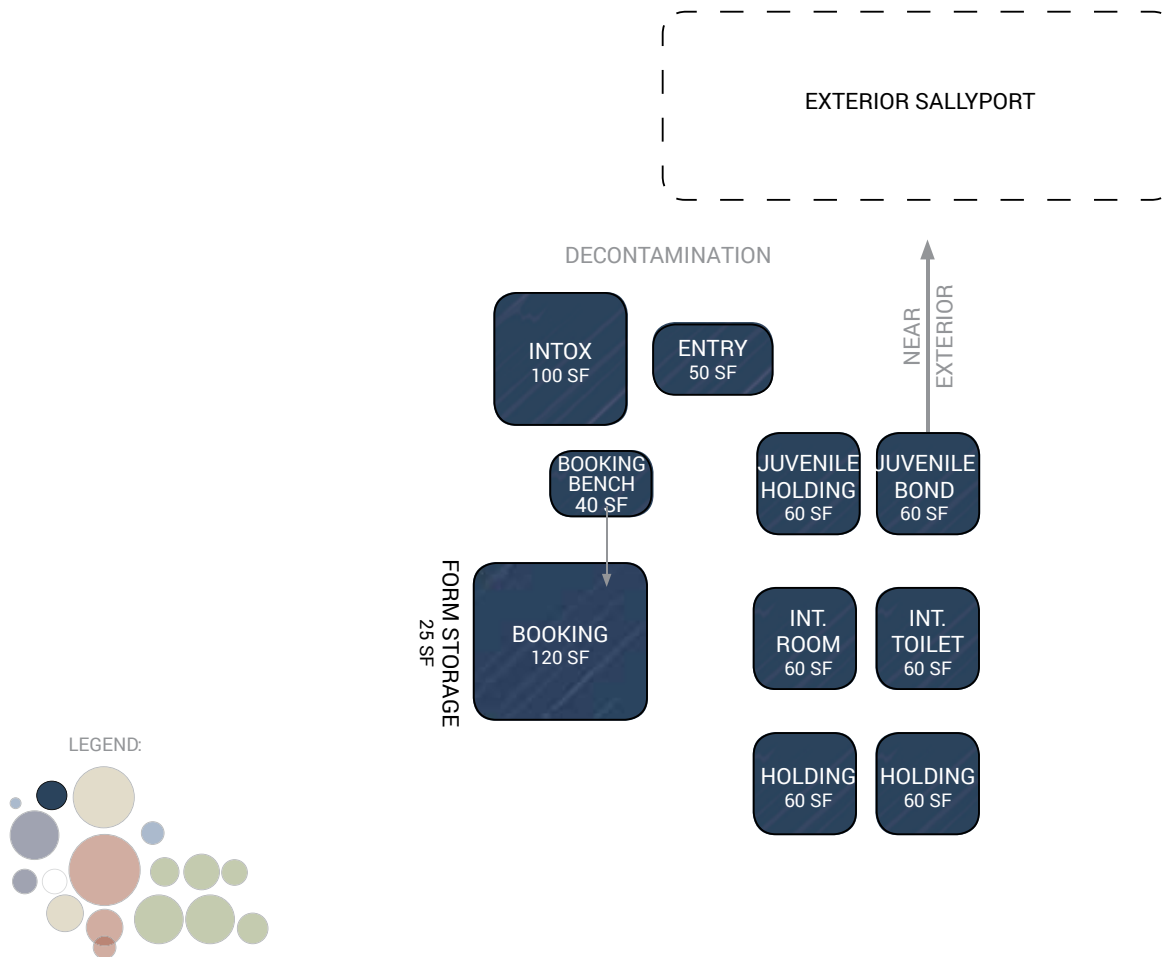 EXTERIOR SALLYPORT
DECONTAMINATION
NEAR
EXTERIOR
INTOX
100 SF
ENTRY
50 SF
BOOKING
BENCH
40 SF
JUVENILE
HOLDING
60 SF
JUVENILE
BOND
60 SF
FORM STORAGE
25 SF
BOOKING
120 SF
INT.
ROOM
60 SF
INT.
TOILET
60 SF
HOLDING
60 SF
HOLDING
60 SF
LEGEND: